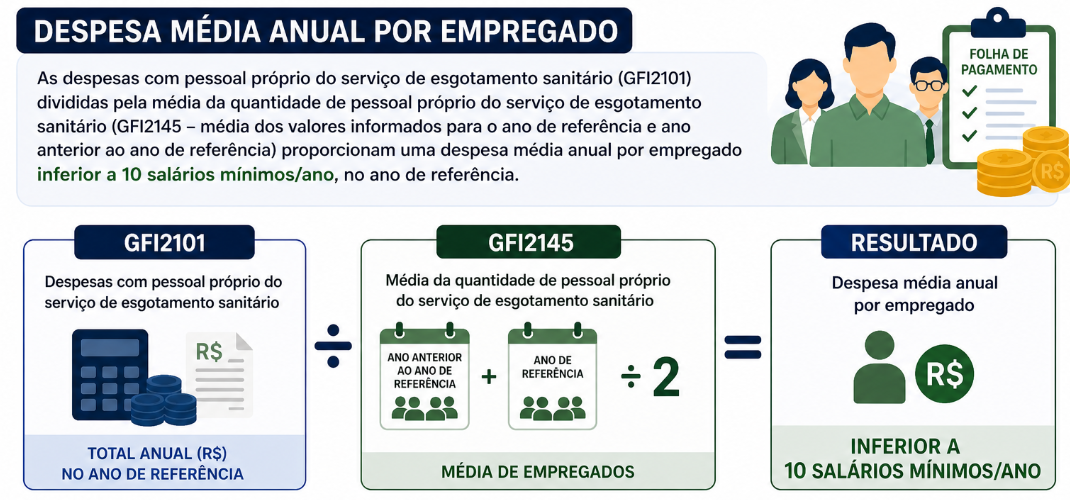 DESPESA MÉDIA ANUAL POR EMPREGADO
As despesas com pessoal próprio do serviço de esgotamento sanitário (GFI2101)
divididas pela média da quantidade de pessoal próprio do serviço de esgotamento
sanitário (GFI2145 – média dos valores informados para o ano de referência e ano
anterior ao ano de referência) proporcionam uma despesa média anual por empregado
inferior a 10 salários mínimos/ano, no ano de referência.
FOLHA DE
PAGAMENTO
R$
GFI2101
Despesas com pessoal próprio do
serviço de esgotamento sanitário
R$
TOTAL ANUAL (R$)
NO ANO DE REFERÊNCIA
÷
GFI2145
Média da quantidade de pessoal próprio
do serviço de esgotamento sanitário
ANO ANTERIOR
AO ANO DE
REFERÊNCIA
+
ANO DE
REFERÊNCIA
÷ 2
MÉDIA DE EMPREGADOS
=
RESULTADO
Despesa média anual
por empregado
R$
INFERIOR A
10 SALÁRIOS MÍNIMOS/ANO